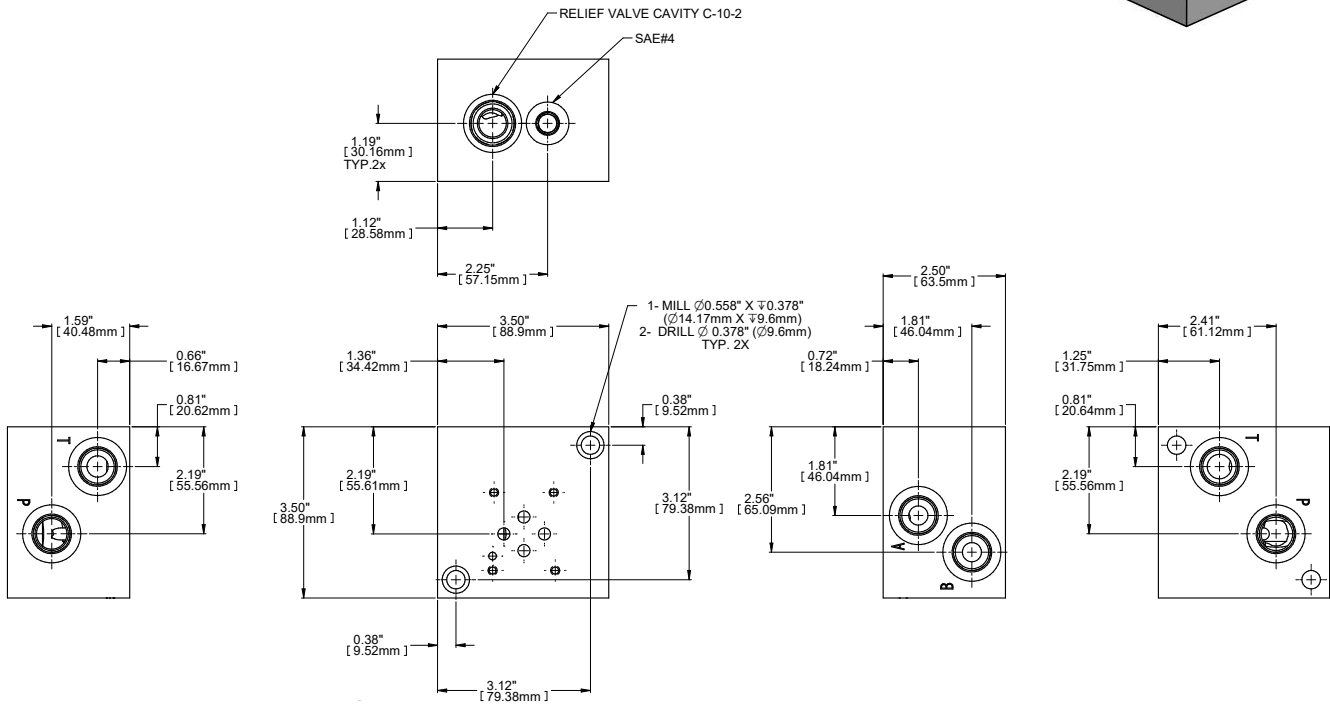 RELIEF VALVE CAVITY C-10-2
SAE#4
1.19"
[30.16mm]
TYP.2x
1.12"
[28.58mm]
2.25"
[57.15mm]
1.59"
[40.48mm]
0.66"
[16.67mm]
0.81"
[20.62mm]
2.19"
[55.56mm]
T
P
3.50"
[88.9mm]
1.36"
[34.42mm]
2.19"
[55.61mm]
3.50"
[88.9mm]
1- MILL Ø0.558" X ↧0.378"
(Ø14.17mm X ↧9.6mm)
2- DRILL Ø 0.378" (Ø9.6mm)
TYP. 2X
0.38"
[9.52mm]
3.12"
[79.38mm]
0.38"
[9.52mm]
3.12"
[79.38mm]
2.50"
[63.5mm]
1.81"
[46.04mm]
0.72"
[18.24mm]
1.81"
[46.04mm]
2.56"
[65.09mm]
A
B
2.41"
[61.12mm]
1.25"
[31.75mm]
0.81"
[20.64mm]
2.19"
[55.56mm]
T
P